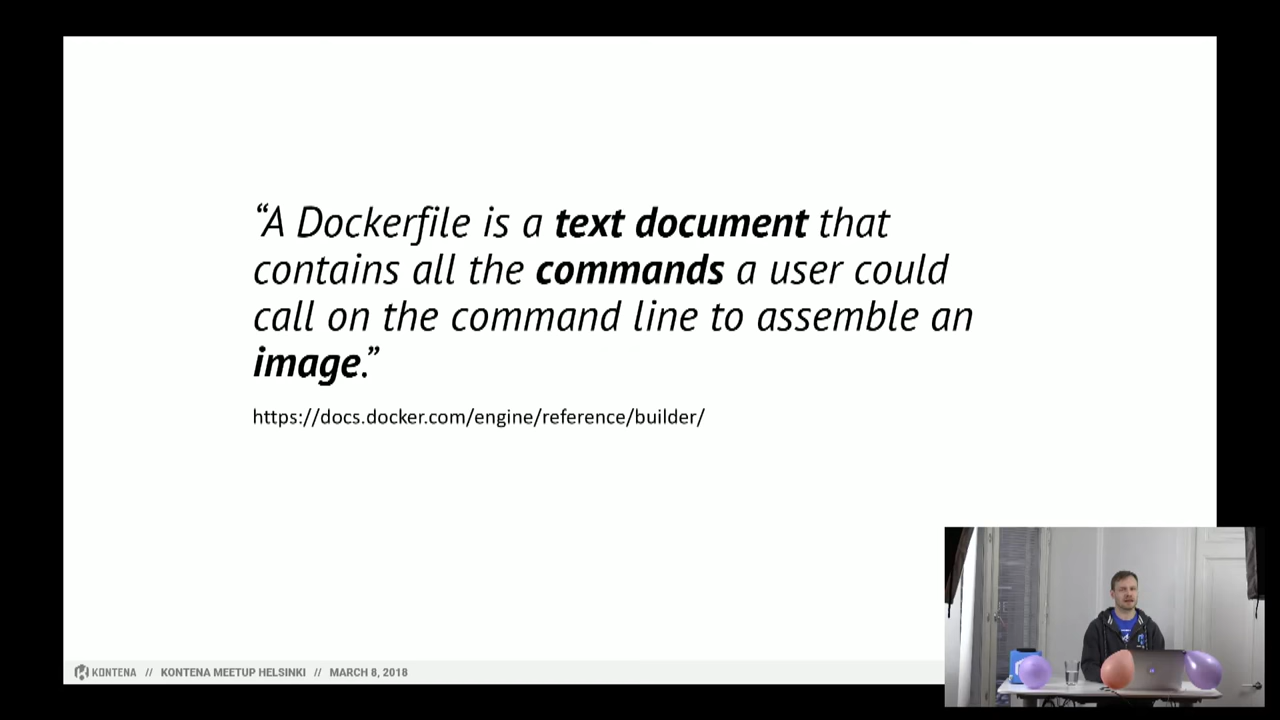 “A Dockerfile is a text document that
contains all the commands a user could
call on the command line to assemble an
image.”
https://docs.docker.com/engine/reference/builder/
KONTENA // KONTENA MEETUP HELSINKI // MARCH 8, 2018